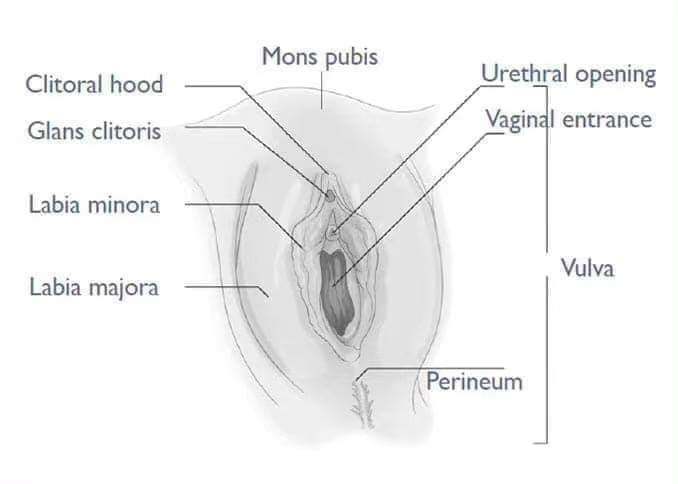 Mons pubis
Clitoral hood
Urethral opening
Glans clitoris
Vaginal entrance
Labia minora
Vulva
Labia majora
Perineum